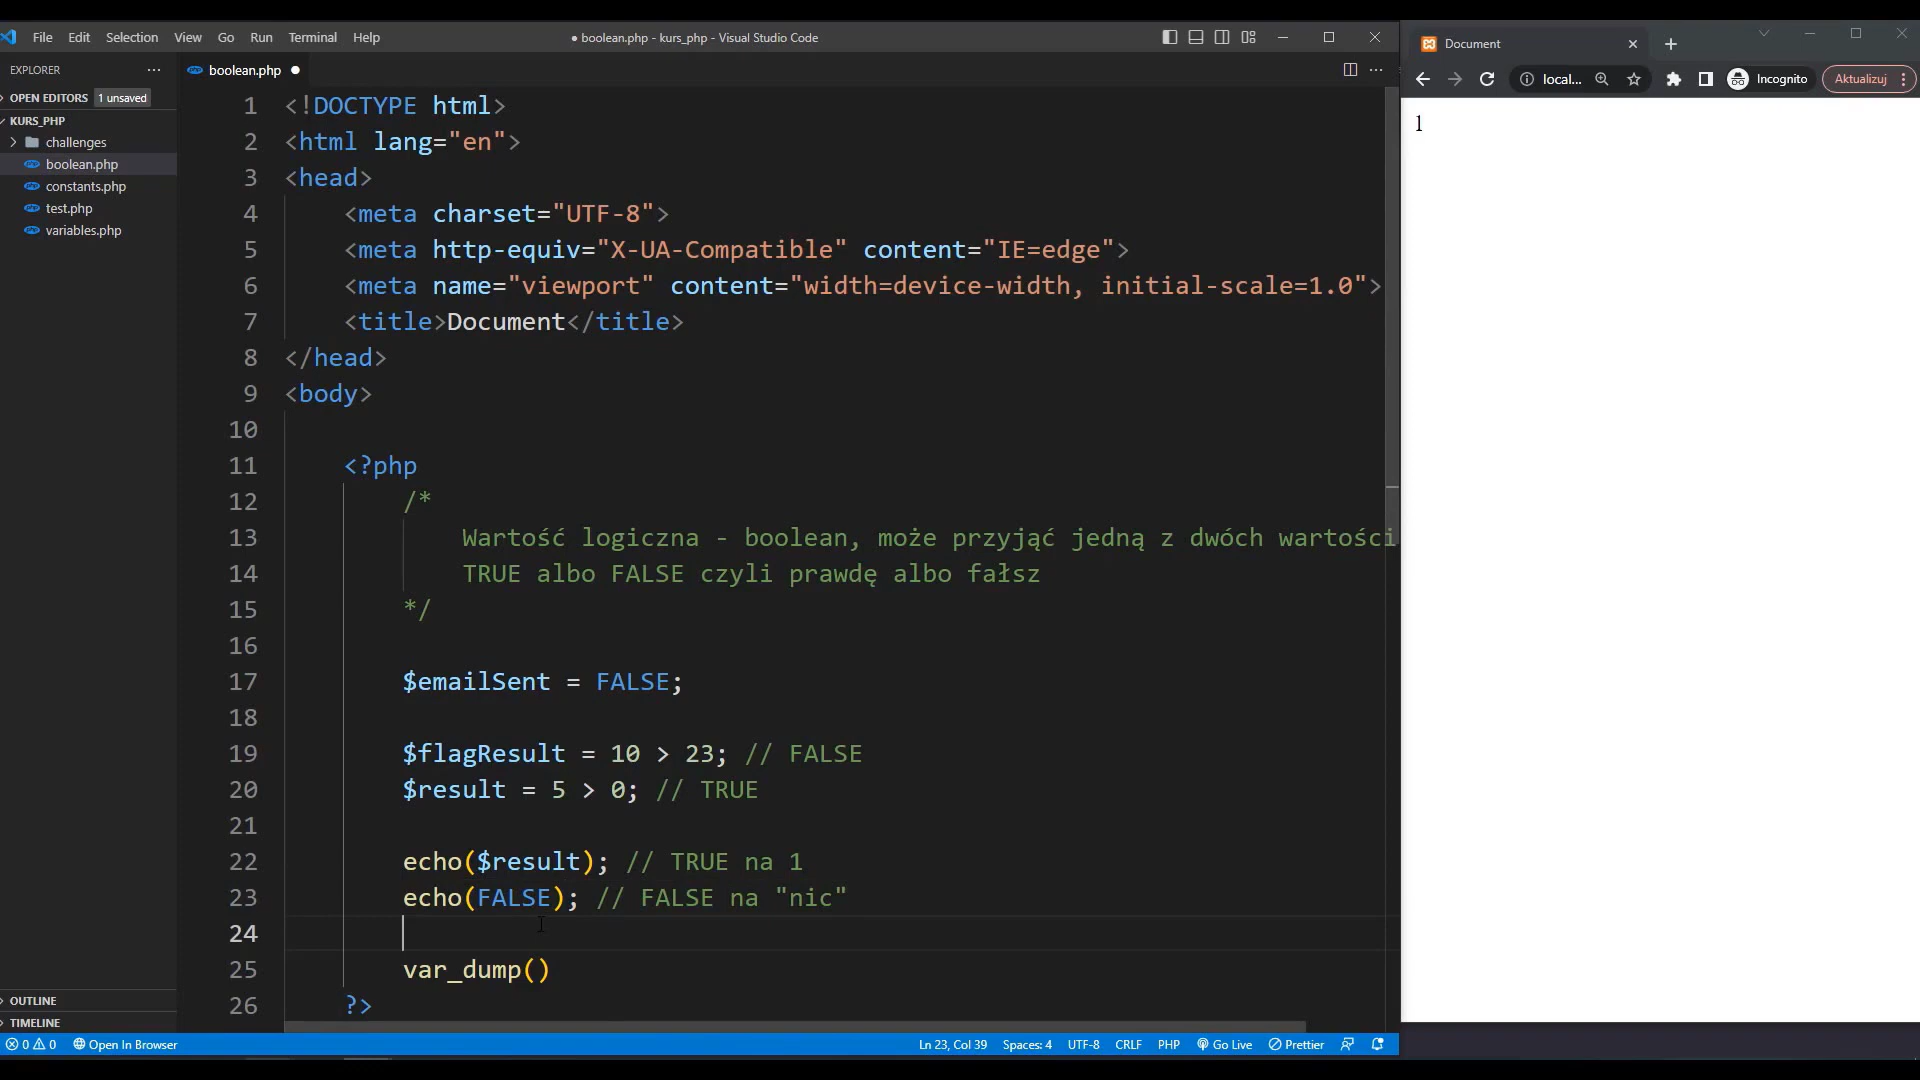 File Edit Selection View Go Run Terminal Help
● boolean.php - kurs_php - Visual Studio Code
Document
EXPLORER
boolean.php
local...
Incognito
Aktualizuj
OPEN EDITORS 1 unsaved
KURS_PHP
challenges
boolean.php
constants.php
test.php
variables.php
OUTLINE
TIMELINE
1 <!DOCTYPE html>
2 <html lang="en">
3 <head>
4 <meta charset="UTF-8">
5 <meta http-equiv="X-UA-Compatible" content="IE=edge">
6 <meta name="viewport" content="width=device-width, initial-scale=1.0">
7 <title>Document</title>
8 </head>
9 <body>
10
11 <?php
12 /*
13 Wartość logiczna - boolean, może przyjąć jedną z dwóch wartości
14 TRUE albo FALSE czyli prawdę albo fałsz
15 */
16
17 $emailSent = FALSE;
18
19 $flagResult = 10 > 23; // FALSE
20 $result = 5 > 0; // TRUE
21
22 echo($result); // TRUE na 1
23 echo(FALSE); // FALSE na "nic"
24
25 var_dump()
26 ?>
1
0 0 Open In Browser
Ln 23, Col 39 Spaces: 4 UTF-8 CRLF PHP Go Live Prettier